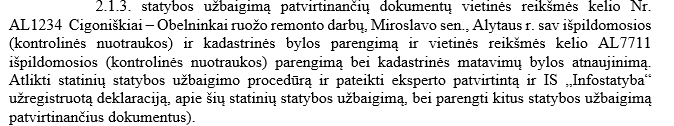 2.1.3. statybos užbaigimą patvirtinančių dokumentų vietinės reikšmės kelio Nr.
AL1234 Cigoniškiai – Obelninkai ruožo remonto darbų, Miroslavo sen., Alytaus r. sav išpildomosios
(kontrolinės nuotraukos) ir kadastrinės bylos parengimą ir vietinės reikšmės kelio AL7711
išpildomosios (kontrolinės nuotraukos) parengimą bei kadastrinės matavimų bylos atnaujinimą.
Atlikti statinių statybos užbaigimo procedūrą ir pateikti eksperto patvirtintą ir IS „Infostatyba“
užregistruotą deklaraciją, apie šių statinių statybos užbaigimą, bei parengti kitus statybos užbaigimą
patvirtinančius dokumentus).